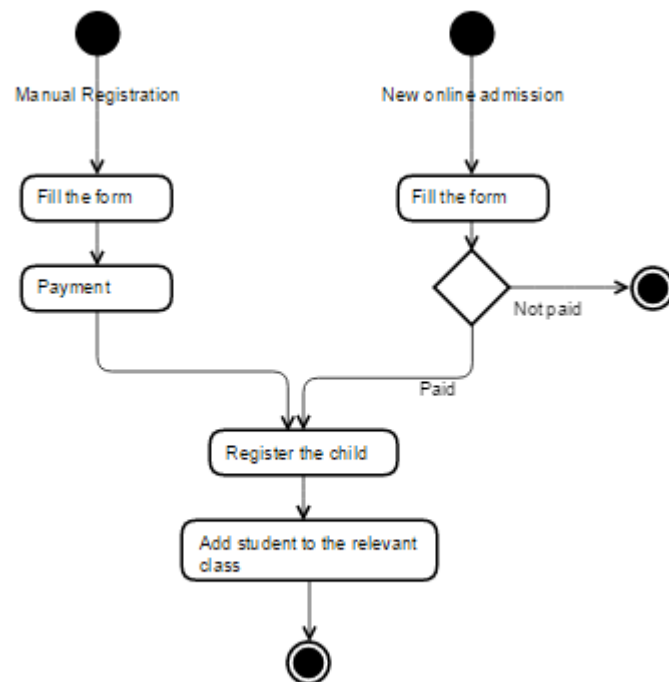 Manual Registration
New online admission
Fill the form
Fill the form
Payment
Not paid
Paid
Register the child
Add student to the relevant
class